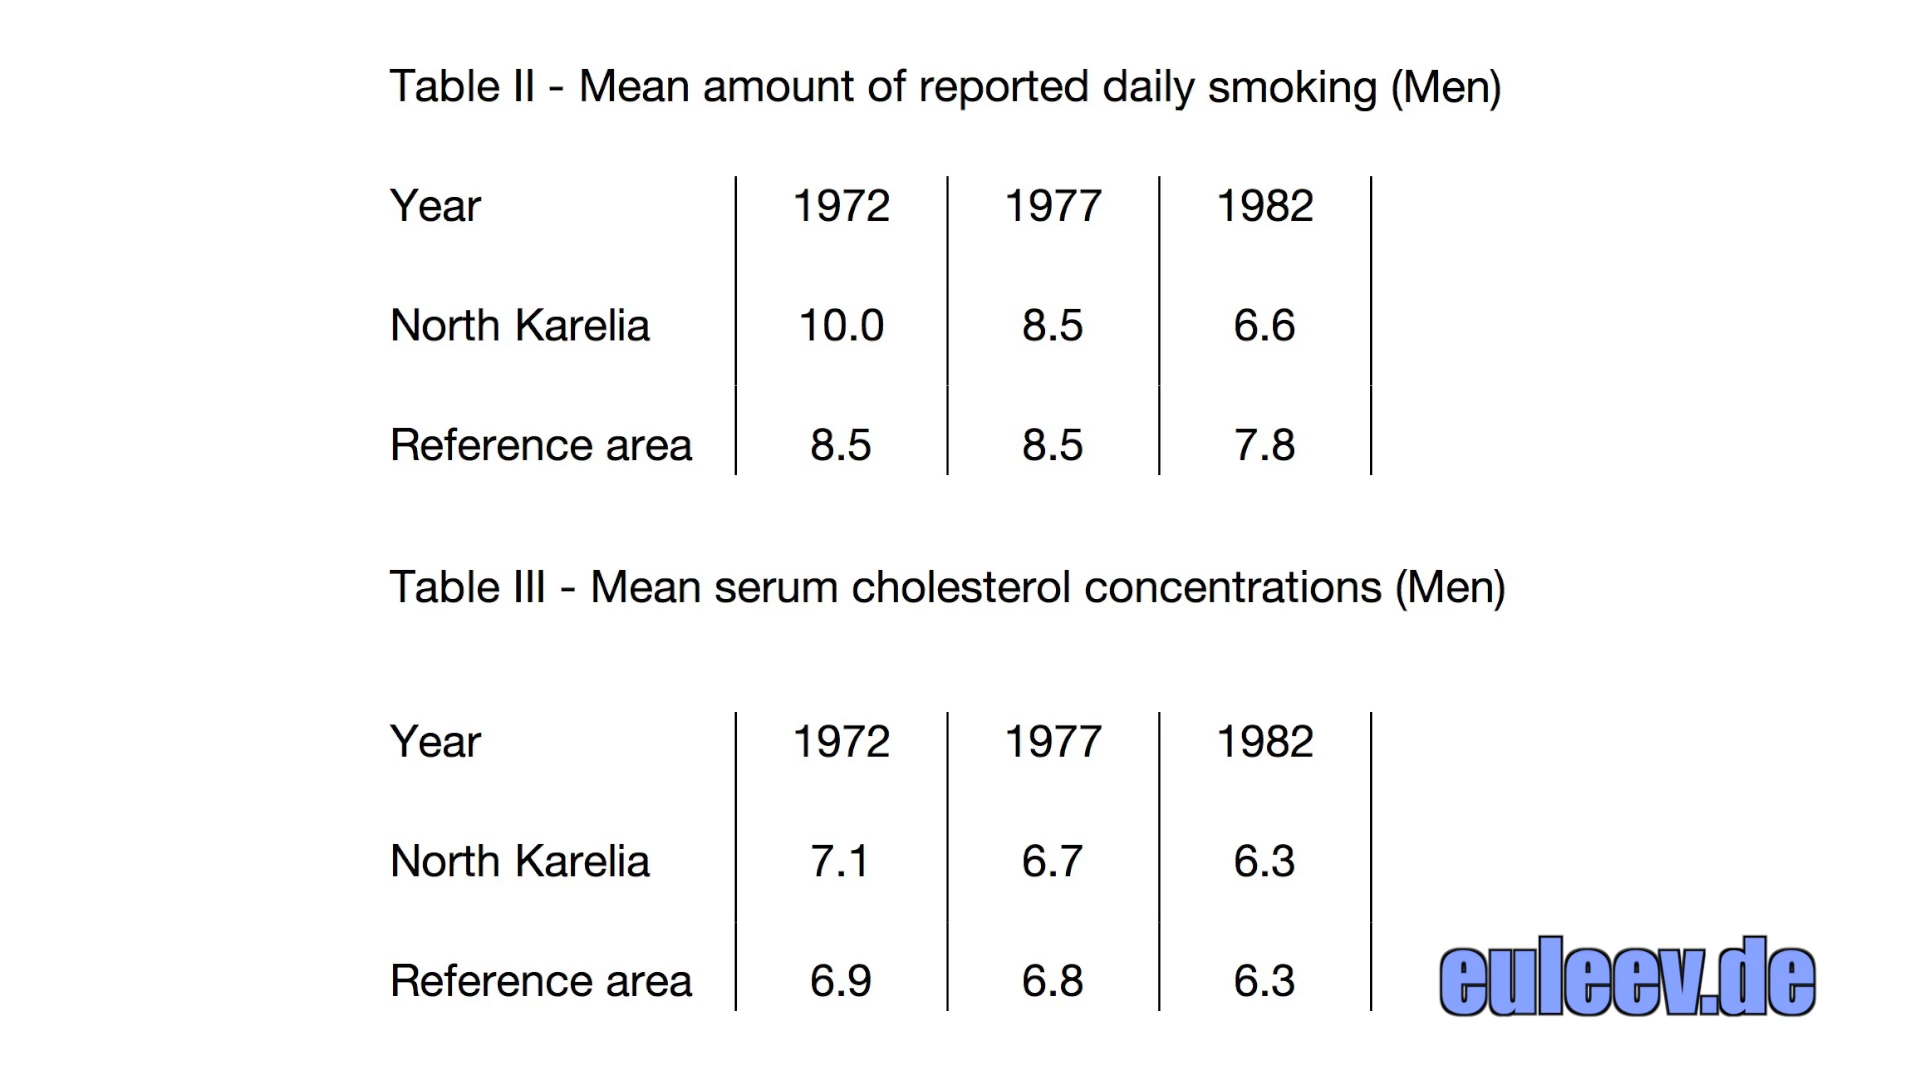 Table II - Mean amount of reported daily smoking (Men)
Year 1972 1977 1982
North Karelia 10.0 8.5 6.6
Reference area 8.5 8.5 7.8
Table III - Mean serum cholesterol concentrations (Men)
Year 1972 1977 1982
North Karelia 7.1 6.7 6.3
Reference area 6.9 6.8 6.3
euleev.de